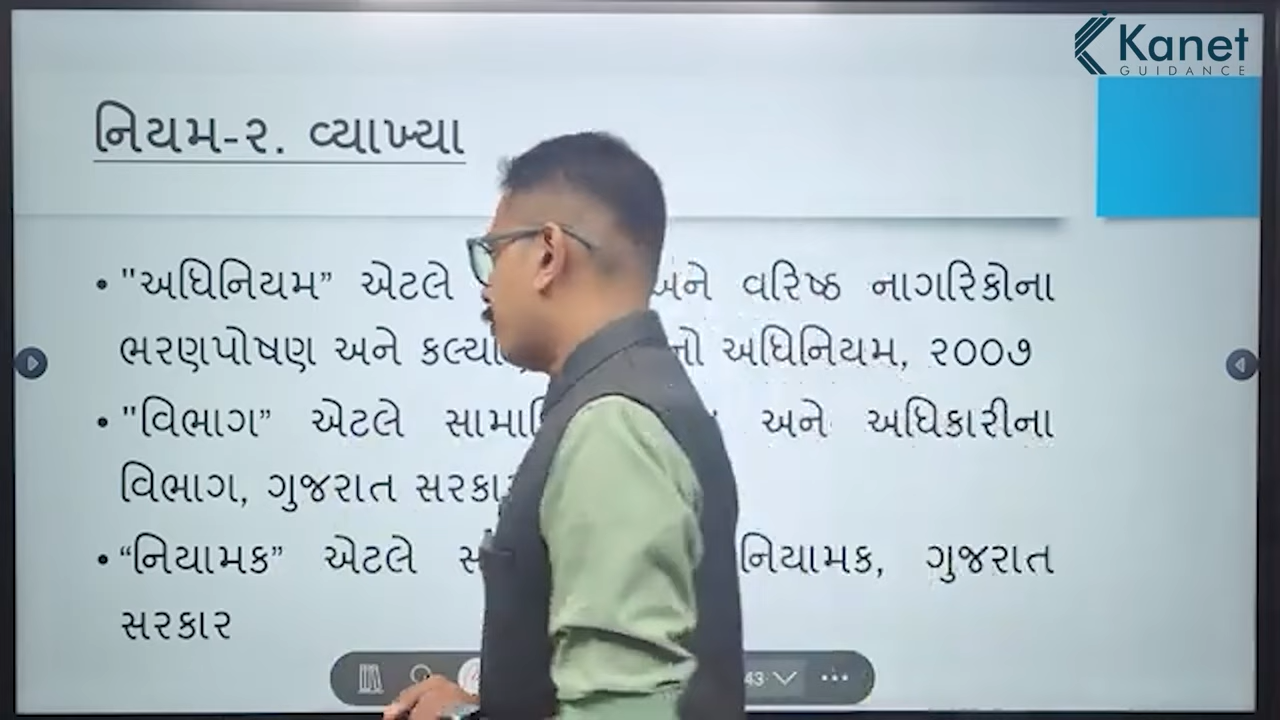 Kanet
GUIDANCE
નિયમ-૨. વ્યાખ્યા
• "અધિનિયમ” એટલે અને વરિષ્ઠ નાગરિકોના
ભરણપોષણ અને અધિનિયમ, ૨૦૦૭
• "વિભાગ” એટલે અને અધિકારીના
વિભાગ, ગુજરાત સરકાર
• “નિયામક” એટલે નિયામક, ગુજરાત
સરકાર
43